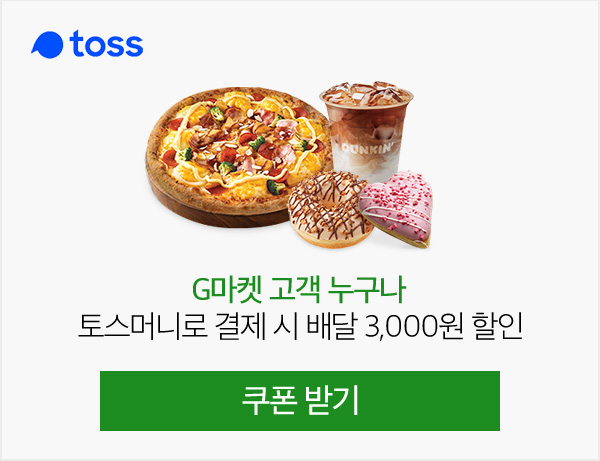 toss
DUNKIN'
G마켓 고객 누구나
토스머니로 결제 시 배달 3,000원 할인
쿠폰 받기